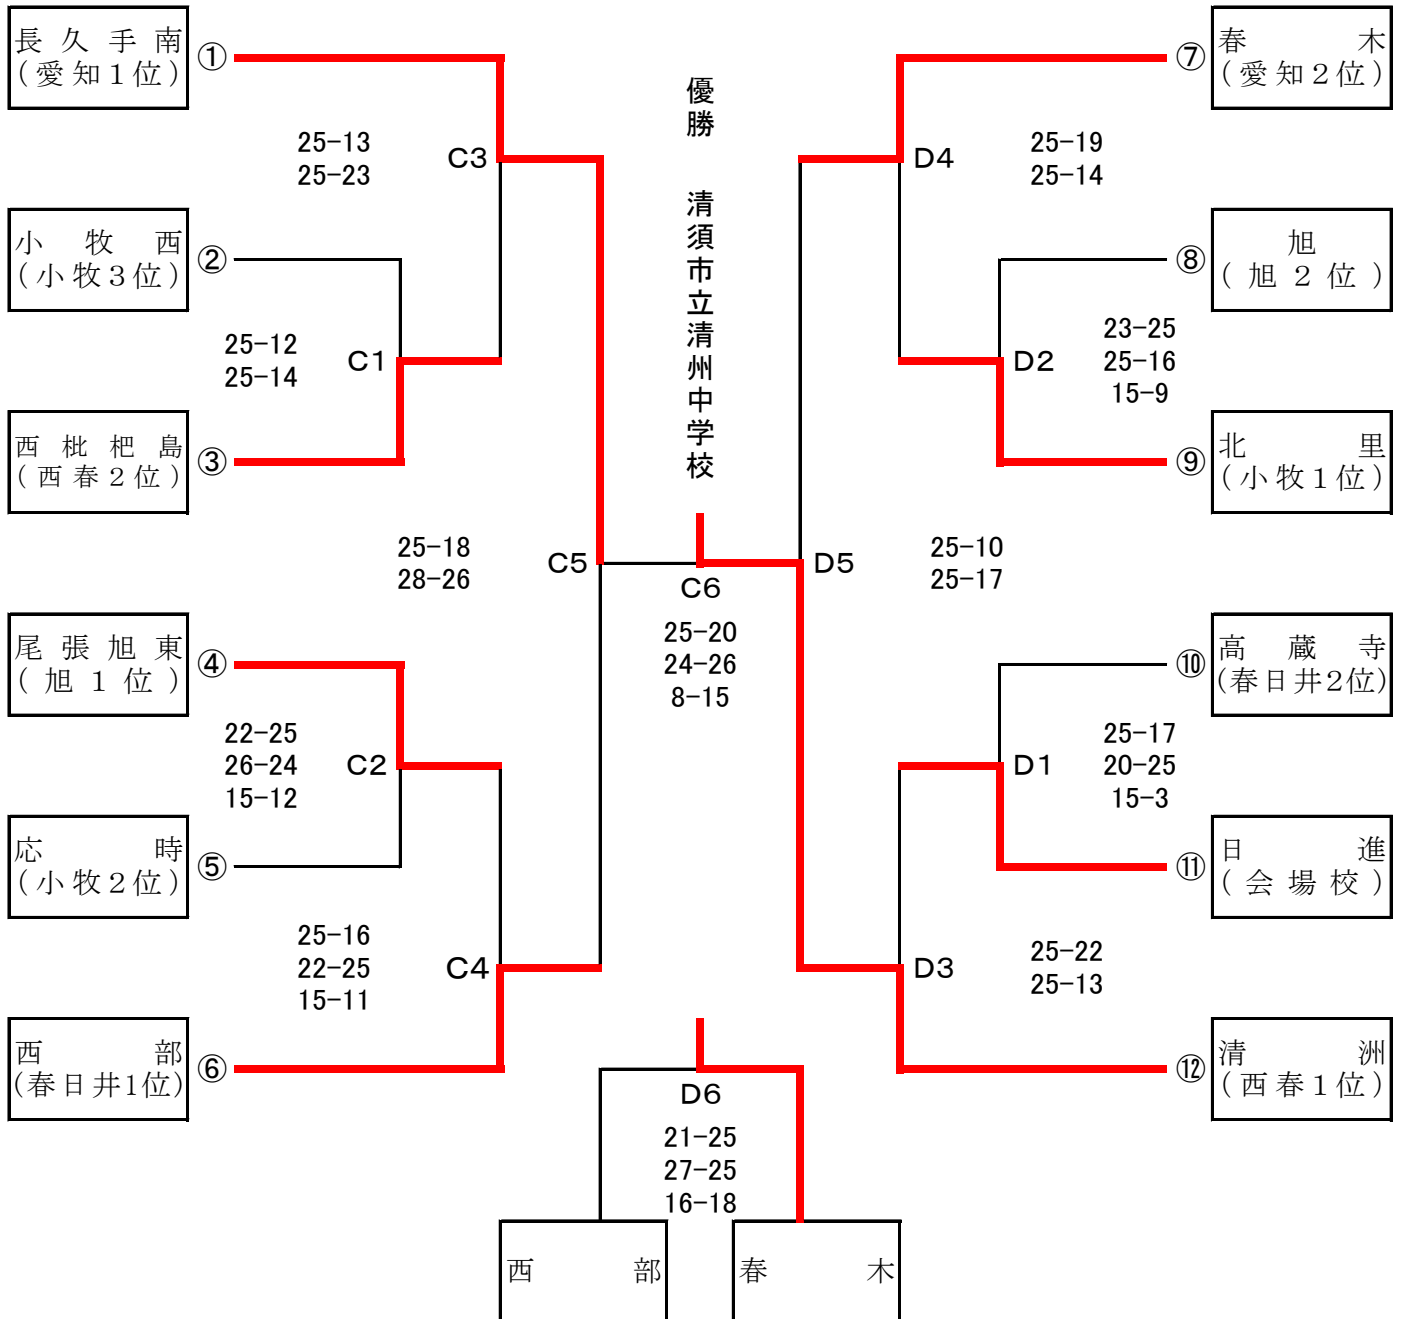 長久手南
(愛知1位)
①
小牧西
(小牧3位)
②
西枇杷島
(西春2位)
③
尾張旭東
(旭1位)
④
応時
(小牧2位)
⑤
西部
(春日井1位)
⑥
25-13
25-23
C3
25-12
25-14
C1
25-18
28-26
C5
22-25
26-24
15-12
C2
25-16
22-25
15-11
C4
優勝 清須市立清州中学校
C6
25-20
24-26
8-15
D6
21-25
27-25
16-18
西部
春木
D4
25-19
25-14
D2
23-25
25-16
15-9
D5
25-10
25-17
D1
25-17
20-25
15-3
D3
25-22
25-13
⑦
春木
(愛知2位)
⑧
旭
(旭2位)
⑨
北里
(小牧1位)
⑩
高蔵寺
(春日井2位)
⑪
日進
(会場校)
⑫
清洲
(西春1位)